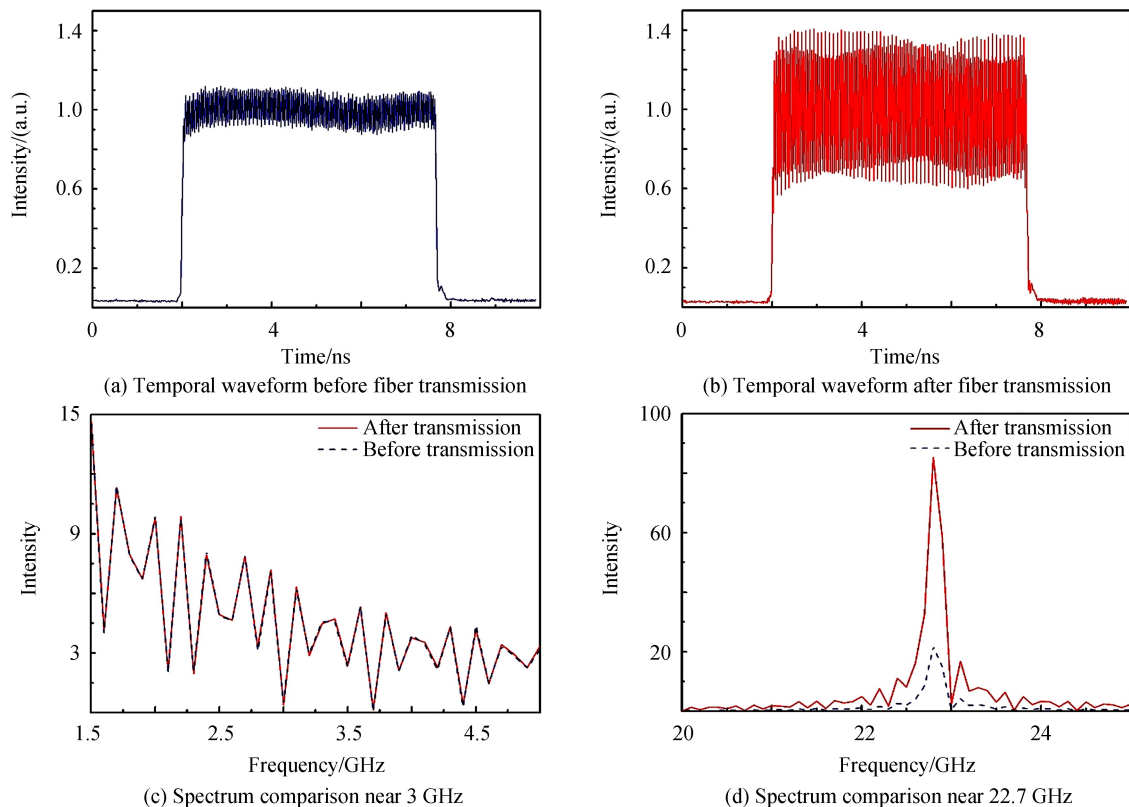 1.4
1.0
0.6
0.2
Intensity/(a.u.)
0
4
8
Time/ns
(a) Temporal waveform before fiber transmission
1.4
1.0
0.6
0.2
Intensity/(a.u.)
0
4
8
Time/ns
(b) Temporal waveform after fiber transmission
15
9
3
Intensity
After transmission
Before transmission
1.5
2.5
3.5
4.5
Frequency/GHz
(c) Spectrum comparison near 3 GHz
100
60
20
Intensity
After transmission
Before transmission
20
22
24
Frequency/GHz
(d) Spectrum comparison near 22.7 GHz